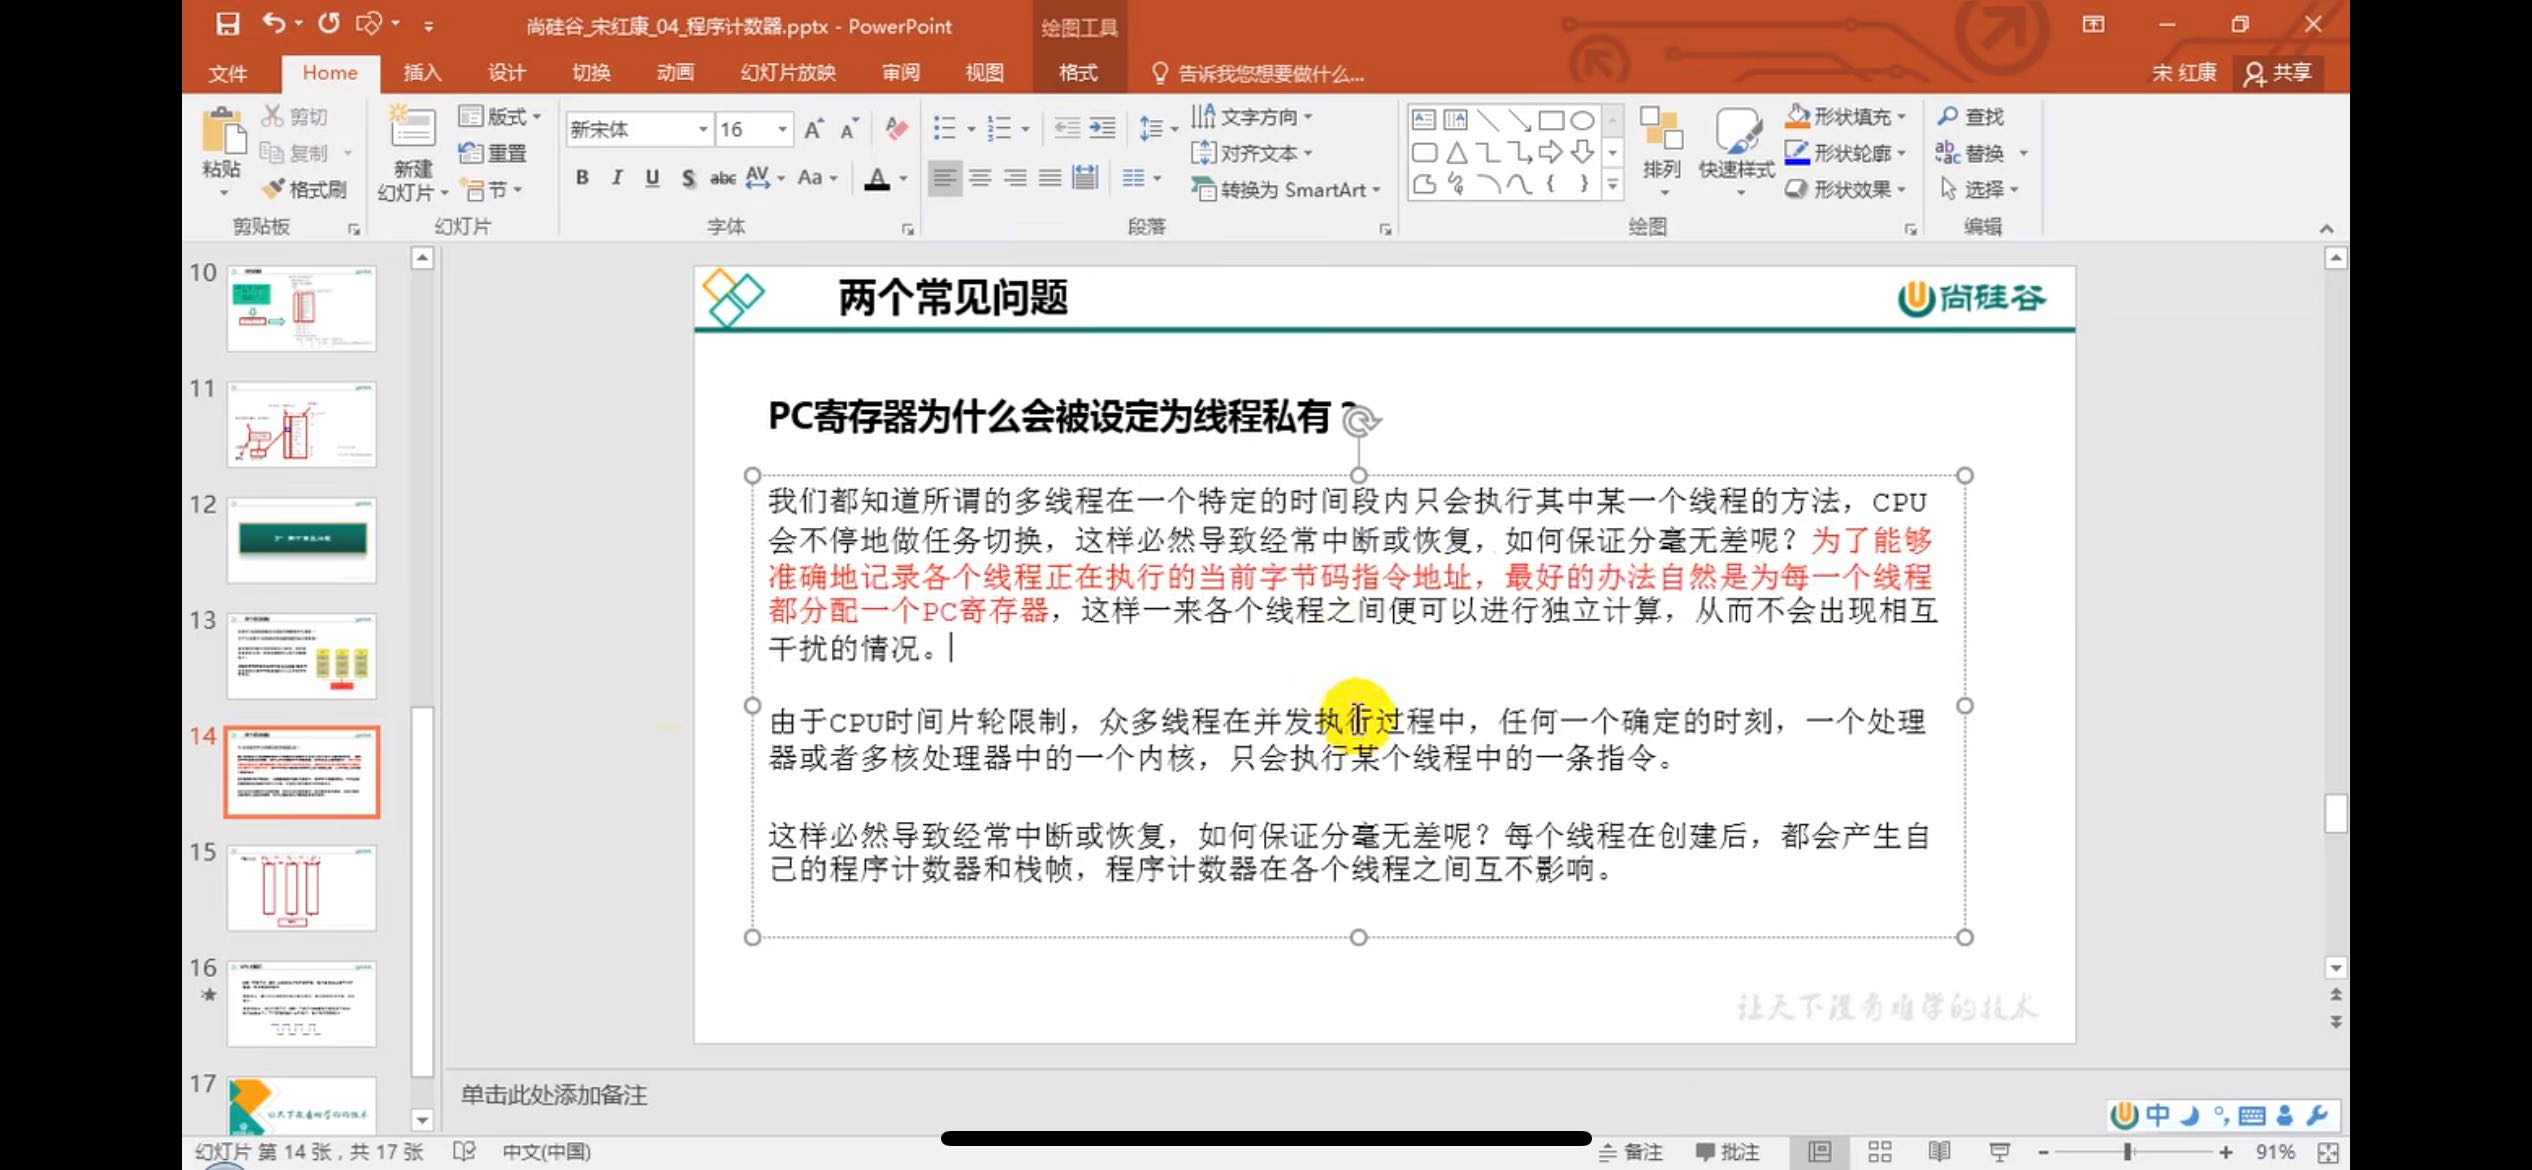 尚硅谷_宋红康_04_程序计数器.pptx - PowerPoint
绘图工具
文件 Home 插入 设计 切换 动画 幻灯片放映 审阅 视图 格式 告诉我您想要做什么... 宋 红康 共享
粘贴
剪切
复制
格式刷
剪贴板
新建
幻灯片
版式
重置
节
幻灯片
新宋体 16
B I U S abc AV Aa A
字体
文字方向
对齐文本
转换为 SmartArt
段落
排列
快速样式
形状填充
形状轮廓
形状效果
绘图
查找
替换
选择
编辑
10
11
12
13
14
15
16
17
两个常见问题
尚硅谷
PC寄存器为什么会被设定为线程私有?
我们都知道所谓的多线程在一个特定的时间段内只会执行其中某一个线程的方法，CPU
会不停地做任务切换，这样必然导致经常中断或恢复，如何保证分毫无差呢？为了能够
准确地记录各个线程正在执行的当前字节码指令地址，最好的办法自然是为每一个线程
都分配一个PC寄存器，这样一来各个线程之间便可以进行独立计算，从而不会出现相互
干扰的情况。
由于CPU时间片轮限制，众多线程在并发执行过程中，任何一个确定的时刻，一个处理
器或者多核处理器中的一个内核，只会执行某个线程中的一条指令。
这样必然导致经常中断或恢复，如何保证分毫无差呢？每个线程在创建后，都会产生自
己的程序计数器和栈帧，程序计数器在各个线程之间互不影响。
让天下没有难学的技术
单击此处添加备注
中
幻灯片 第 14 张，共 17 张 中文(中国) 备注 批注 91%